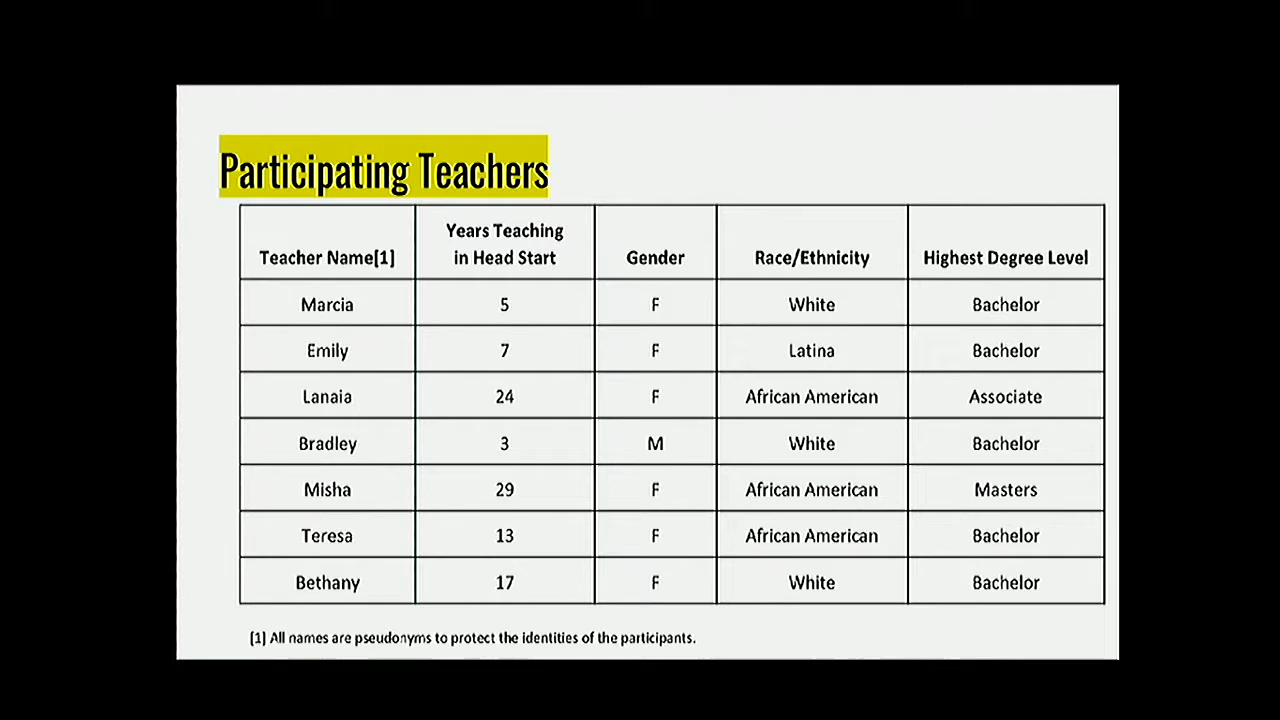 Participating Teachers
Teacher Name[1] Years Teaching in Head Start Gender Race/Ethnicity Highest Degree Level
Marcia 5 F White Bachelor
Emily 7 F Latina Bachelor
Lanaia 24 F African American Associate
Bradley 3 M White Bachelor
Misha 29 F African American Masters
Teresa 13 F African American Bachelor
Bethany 17 F White Bachelor
[1] All names are pseudonyms to protect the identities of the participants.